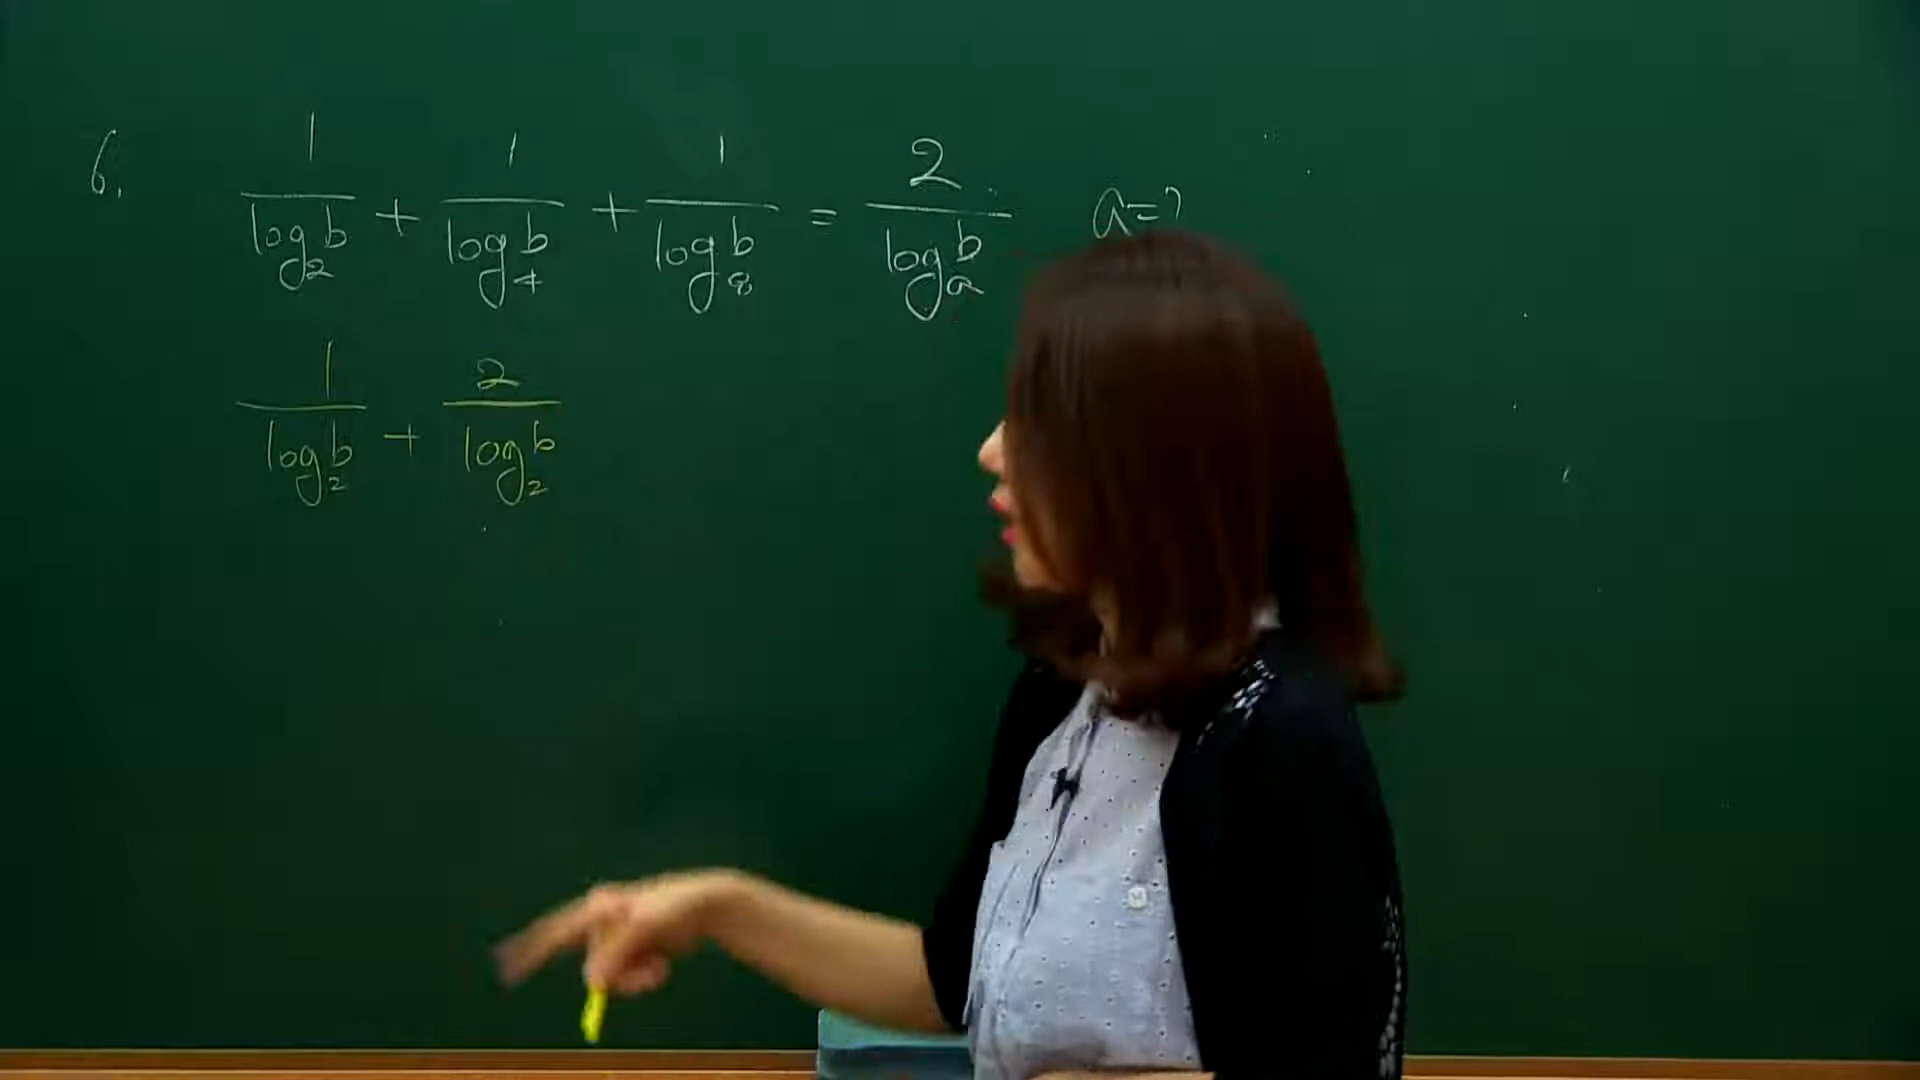 6. 1/log₂b + 1/log₄b + 1/log₈b = 2/logₐb a=?
1/log₂b + 2/log₂b